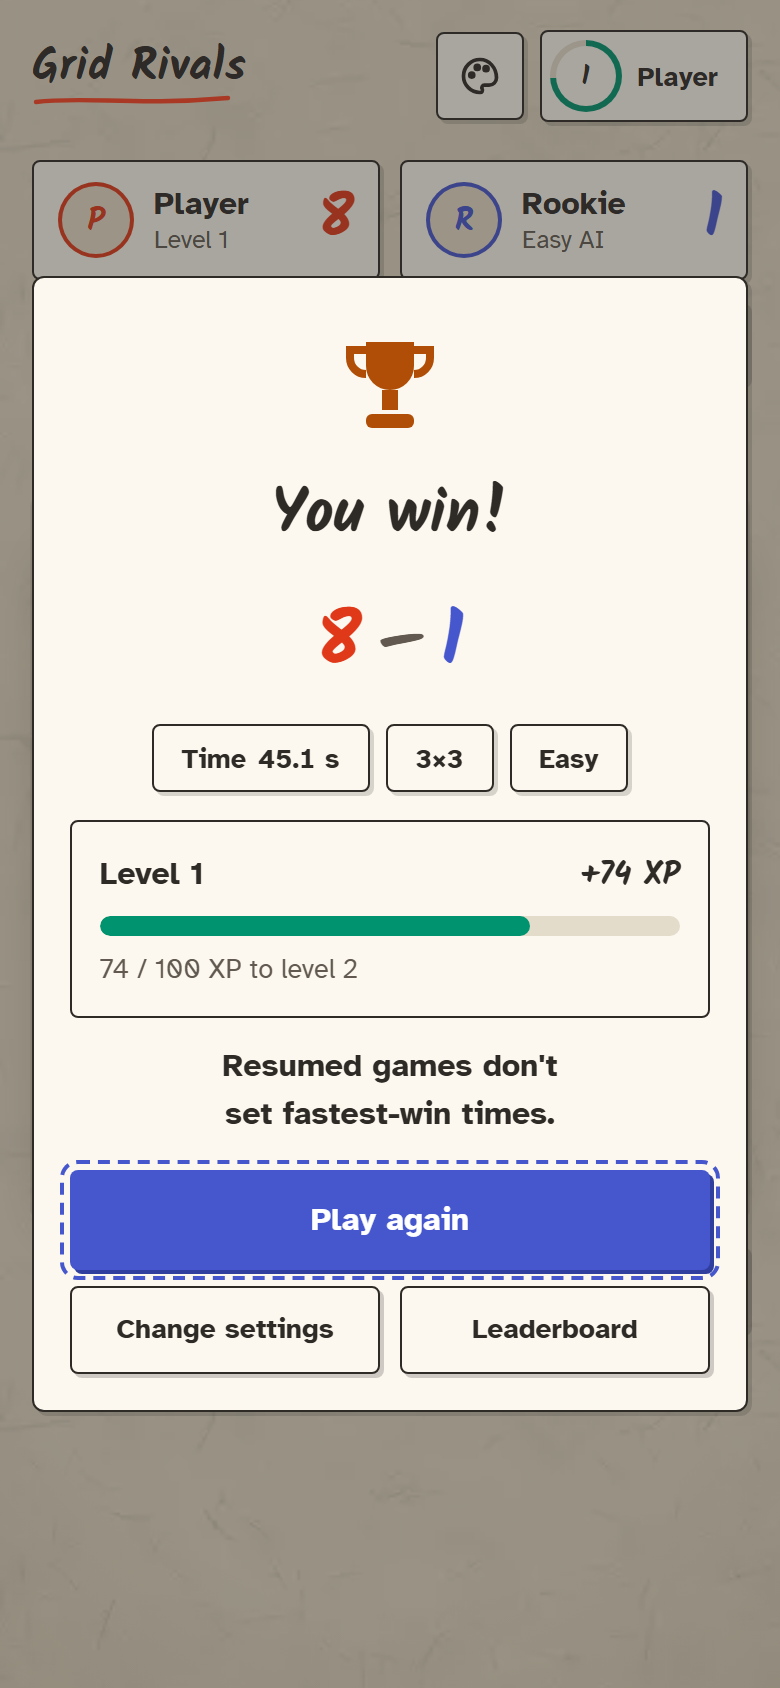 Grid Rivals
1
Player
P
Player
Level 1
8
R
Rookie
Easy AI
1
You win!
8 – 1
Time 45.1 s
3×3
Easy
Level 1
+74 XP
74 / 100 XP to level 2
Resumed games don't
set fastest-win times.
Play again
Change settings
Leaderboard